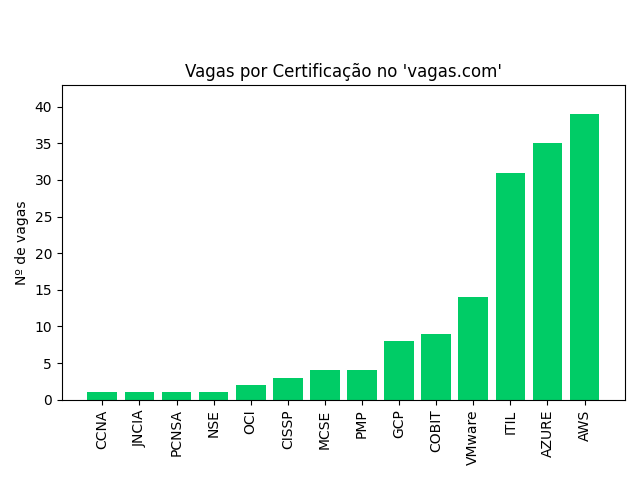 Vagas por Certificação no 'vagas.com'
Nº de vagas
40
35
30
25
20
15
10
5
0
CCNA
JNCIA
PCNSA
NSE
OCI
CISSP
MCSE
PMP
GCP
COBIT
VMware
ITIL
AZURE
AWS